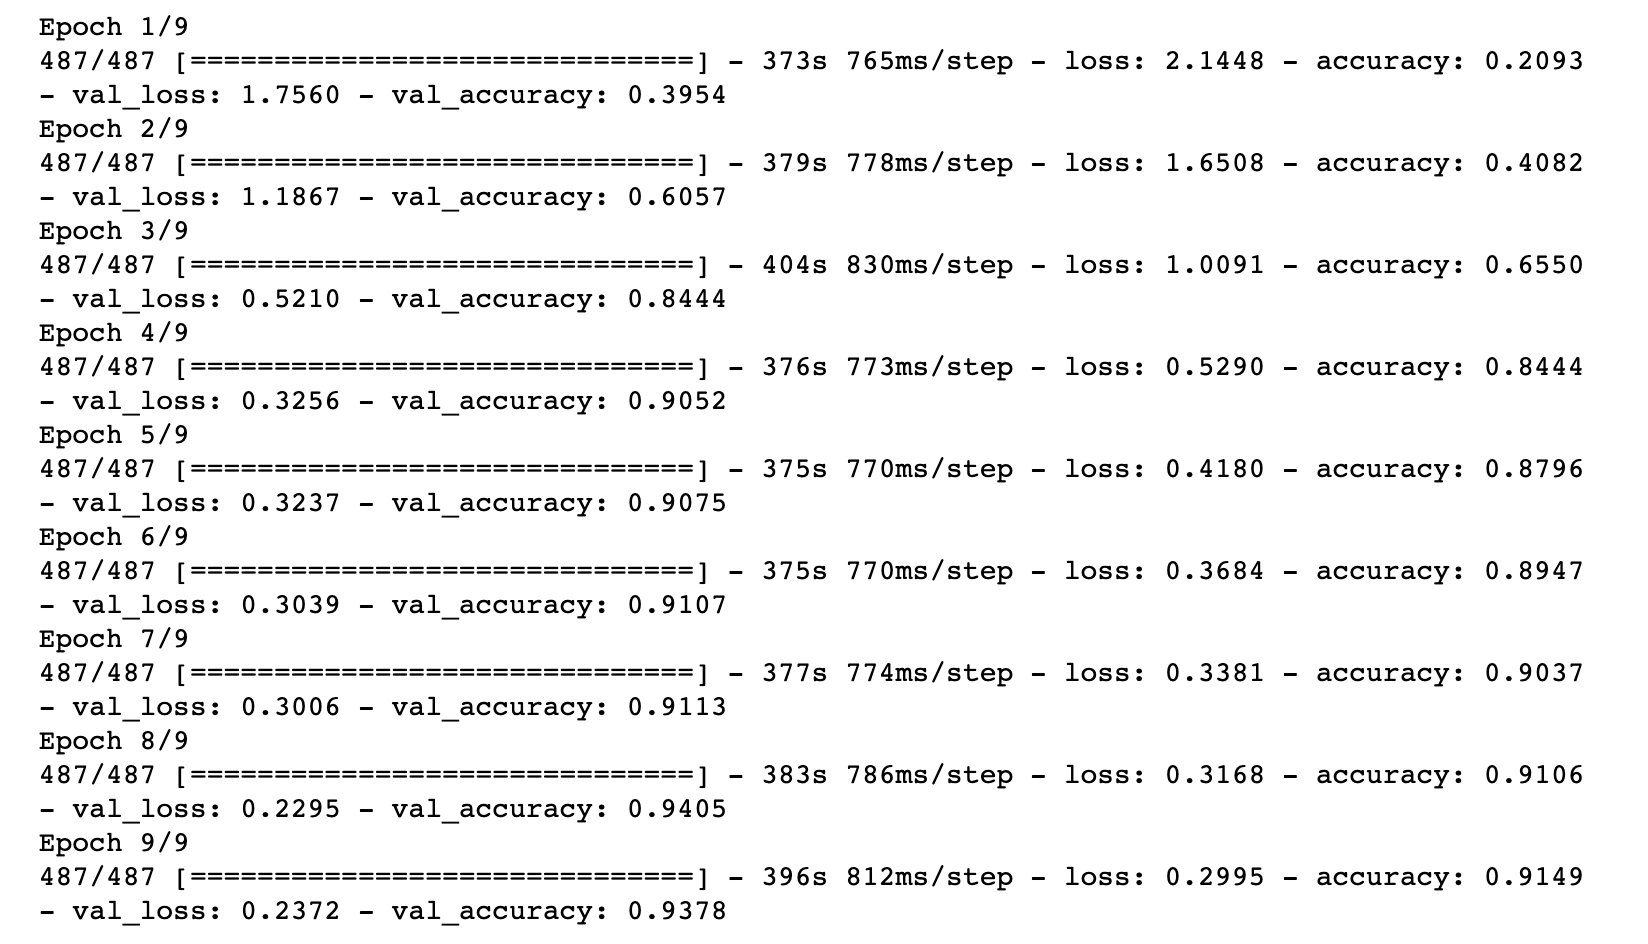 Epoch 1/9
487/487 [==============================] - 373s 765ms/step - loss: 2.1448 - accuracy: 0.2093
- val_loss: 1.7560 - val_accuracy: 0.3954
Epoch 2/9
487/487 [==============================] - 379s 778ms/step - loss: 1.6508 - accuracy: 0.4082
- val_loss: 1.1867 - val_accuracy: 0.6057
Epoch 3/9
487/487 [==============================] - 404s 830ms/step - loss: 1.0091 - accuracy: 0.6550
- val_loss: 0.5210 - val_accuracy: 0.8444
Epoch 4/9
487/487 [==============================] - 376s 773ms/step - loss: 0.5290 - accuracy: 0.8444
- val_loss: 0.3256 - val_accuracy: 0.9052
Epoch 5/9
487/487 [==============================] - 375s 770ms/step - loss: 0.4180 - accuracy: 0.8796
- val_loss: 0.3237 - val_accuracy: 0.9075
Epoch 6/9
487/487 [==============================] - 375s 770ms/step - loss: 0.3684 - accuracy: 0.8947
- val_loss: 0.3039 - val_accuracy: 0.9107
Epoch 7/9
487/487 [==============================] - 377s 774ms/step - loss: 0.3381 - accuracy: 0.9037
- val_loss: 0.3006 - val_accuracy: 0.9113
Epoch 8/9
487/487 [==============================] - 383s 786ms/step - loss: 0.3168 - accuracy: 0.9106
- val_loss: 0.2295 - val_accuracy: 0.9405
Epoch 9/9
487/487 [==============================] - 396s 812ms/step - loss: 0.2995 - accuracy: 0.9149
- val_loss: 0.2372 - val_accuracy: 0.9378